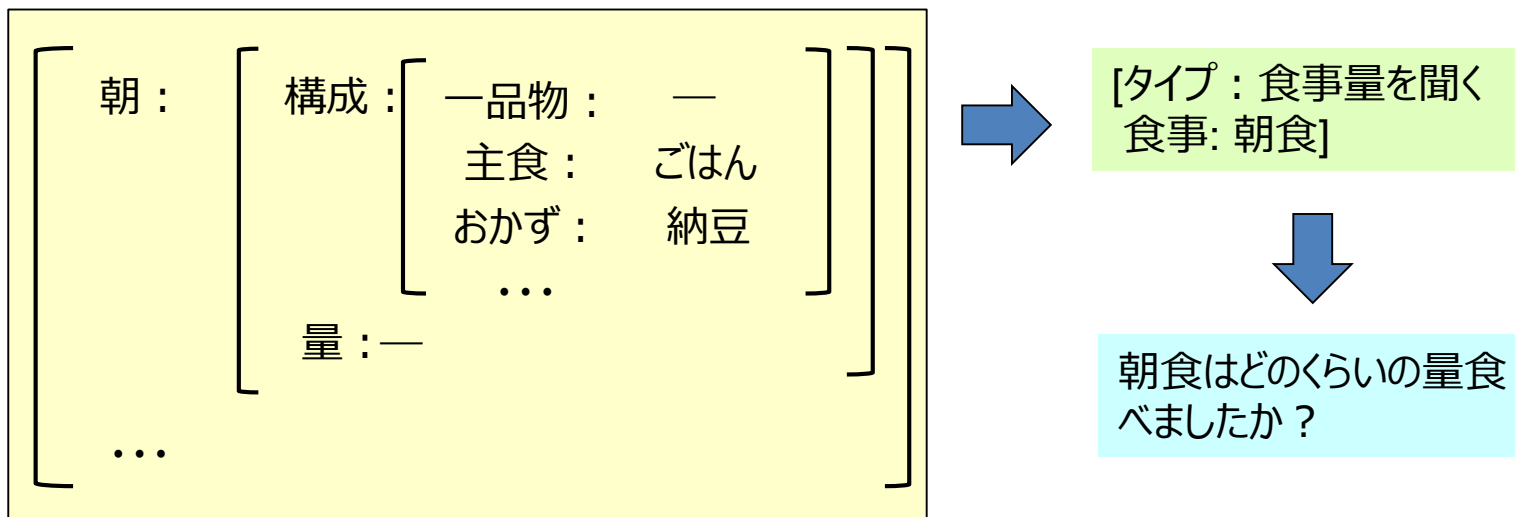 朝： 構成： 一品物： ―
主食： ごはん
おかず： 納豆
・・・
量：―
・・・
[タイプ：食事量を聞く
食事: 朝食]
朝食はどのくらいの量食
べましたか？